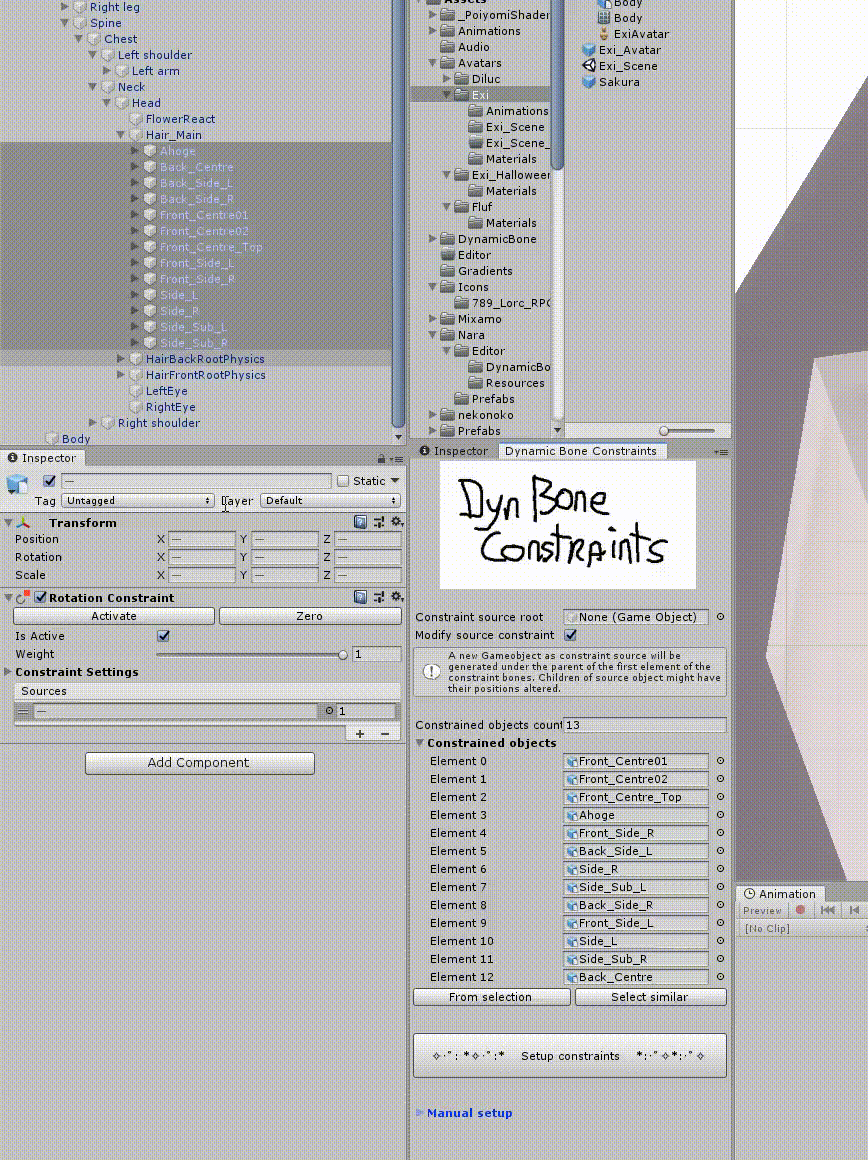 Right leg
Spine
Chest
Left shoulder
Left arm
Neck
Head
FlowerReact
Hair_Main
Ahoge
Back_Centre
Back_Side_L
Back_Side_R
Front_Centre01
Front_Centre02
Front_Centre_Top
Front_Side_L
Front_Side_R
Side_L
Side_R
Side_Sub_L
Side_Sub_R
HairBackRootPhysics
HairFrontRootPhysics
LeftEye
RightEye
Right shoulder
Body
Assets
_PoiyomiShader
Animations
Audio
Avatars
Diluc
Exi
Animations
Exi_Scene
Exi_Scene_
Materials
Exi_Halloween
Materials
Fluf
Materials
DynamicBone
Editor
Gradients
Icons
789_Lorc_RPG
Mixamo
Nara
Editor
DynamicBo
Resources
Prefabs
nekonoko
Prefabs
Body
Body
ExiAvatar
Exi_Avatar
Exi_Scene
Sakura
Inspector
—
Static
Tag Untagged Layer Default
Transform
Position X — Y — Z —
Rotation X — Y — Z —
Scale X — Y — Z —
Rotation Constraint
Activate Zero
Is Active
Weight 1
Constraint Settings
Sources
— 1
+ −
Add Component
Inspector Dynamic Bone Constraints
Dyn Bone
Constraints
Constraint source root None (Game Object)
Modify source constraint
A new Gameobject as constraint source will be
generated under the parent of the first element of the
constraint bones. Children of source object might have
their positions altered.
Constrained objects count 13
Constrained objects
Element 0 Front_Centre01
Element 1 Front_Centre02
Element 2 Front_Centre_Top
Element 3 Ahoge
Element 4 Front_Side_R
Element 5 Back_Side_L
Element 6 Side_R
Element 7 Side_Sub_L
Element 8 Back_Side_R
Element 9 Front_Side_L
Element 10 Side_L
Element 11 Side_Sub_R
Element 12 Back_Centre
From selection Select similar
✧･ﾟ: *✧･ﾟ:* Setup constraints *:･ﾟ✧*:･ﾟ✧
Manual setup
Animation
Preview
[No Clip]